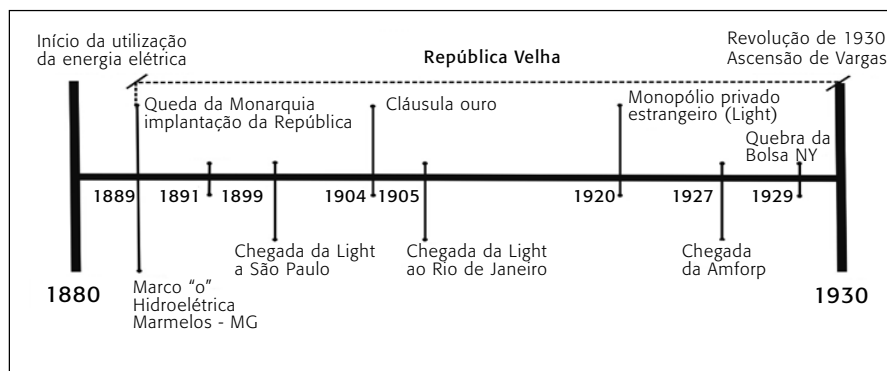 Início da utilização
da energia elétrica
República Velha
Revolução de 1930
Ascensão de Vargas
Queda da Monarquia
implantação da República
Cláusula ouro
Monopólio privado
estrangeiro (Light)
Quebra da
Bolsa NY
1889
1891
1899
1904
1905
1920
1927
1929
Chegada da Light
a São Paulo
Chegada da Light
ao Rio de Janeiro
Chegada
da Amforp
1880
Marco "o"
Hidroelétrica
Marmelos - MG
1930